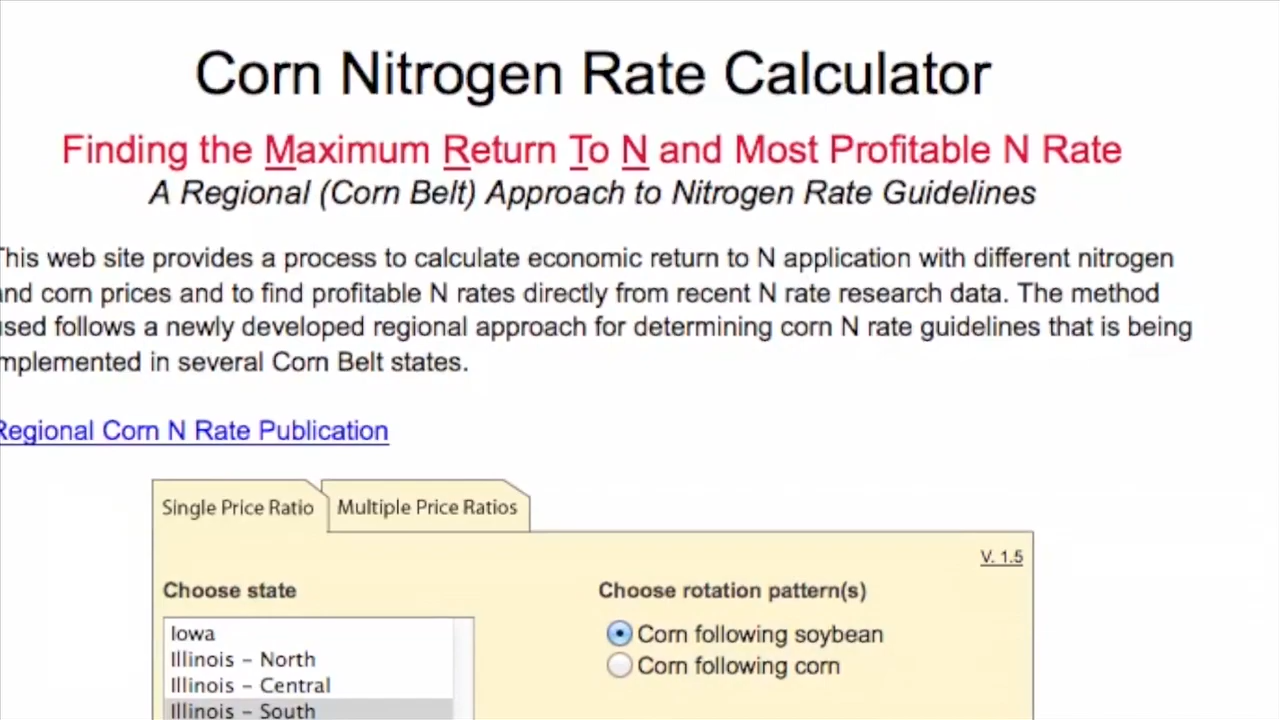 Corn Nitrogen Rate Calculator
Finding the Maximum Return To N and Most Profitable N Rate
A Regional (Corn Belt) Approach to Nitrogen Rate Guidelines
This web site provides a process to calculate economic return to N application with different nitrogen
and corn prices and to find profitable N rates directly from recent N rate research data. The method
used follows a newly developed regional approach for determining corn N rate guidelines that is being
implemented in several Corn Belt states.
Regional Corn N Rate Publication
Single Price Ratio
Multiple Price Ratios
V. 1.5
Choose state
Choose rotation pattern(s)
Iowa
Illinois – North
Illinois – Central
Illinois – South
Corn following soybean
Corn following corn